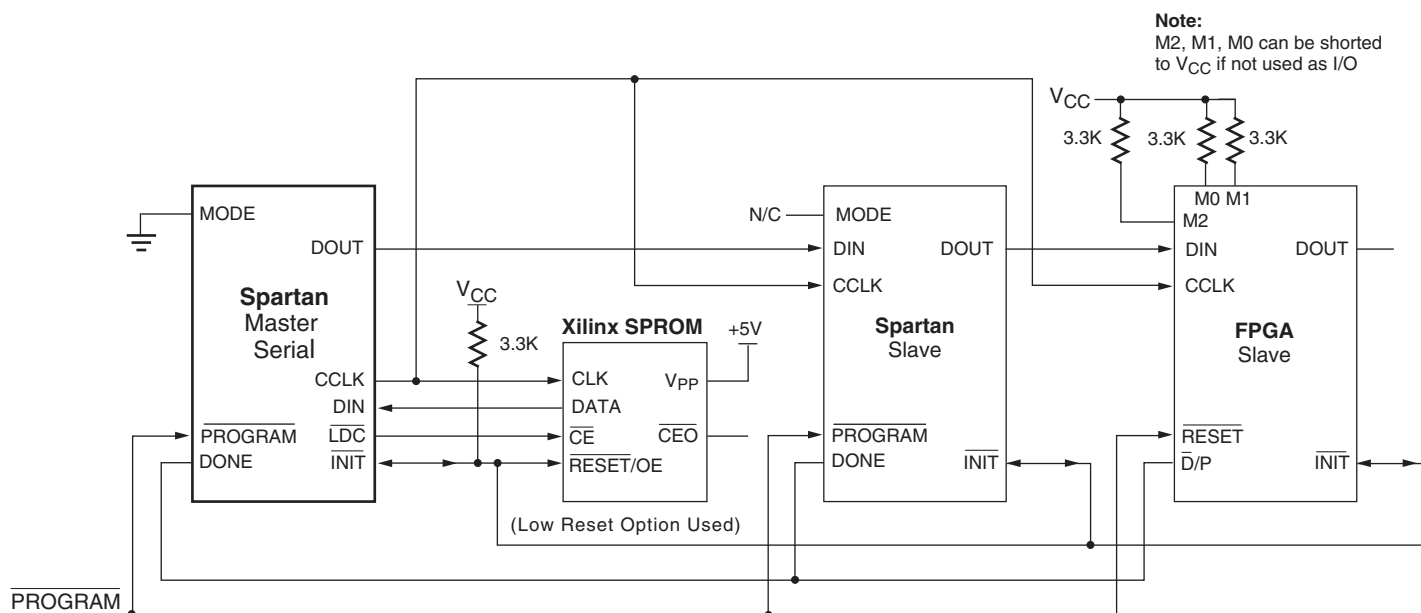 Note:
M2, M1, M0 can be shorted
to VCC if not used as I/O
VCC
3.3K
3.3K
3.3K
MODE
DOUT
Spartan
Master
Serial
CCLK
DIN
PROGRAM
LDC
DONE
INIT
VCC
3.3K
Xilinx SPROM
+5V
CLK
VPP
DATA
CE
CEO
RESET/OE
(Low Reset Option Used)
N/C
MODE
DIN
DOUT
CCLK
Spartan
Slave
PROGRAM
DONE
INIT
M0 M1
M2
DIN
DOUT
CCLK
FPGA
Slave
RESET
D/P
INIT
PROGRAM